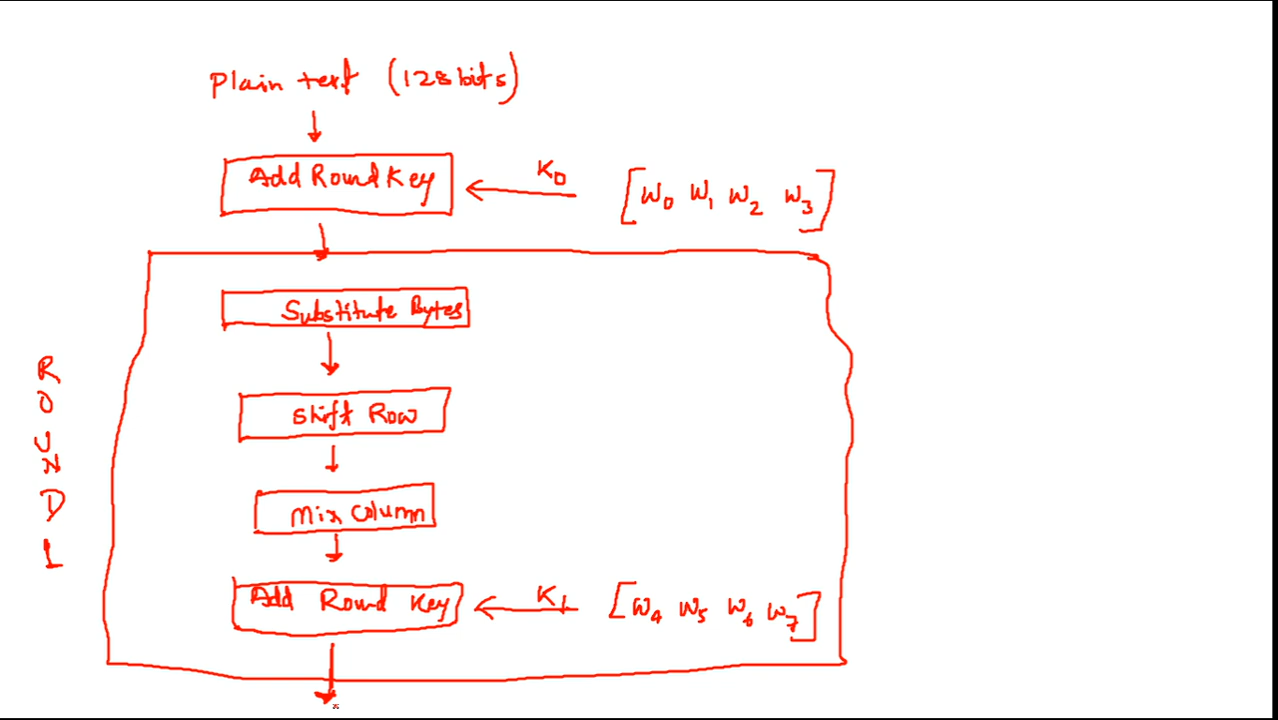 Plain text (128 bits)
Add Round Key
K0
[W0 W1 W2 W3]
Substitute Bytes
Shift Row
Mix Column
Add Round Key
K1
[W4 W5 W6 W7]
ROUND 1